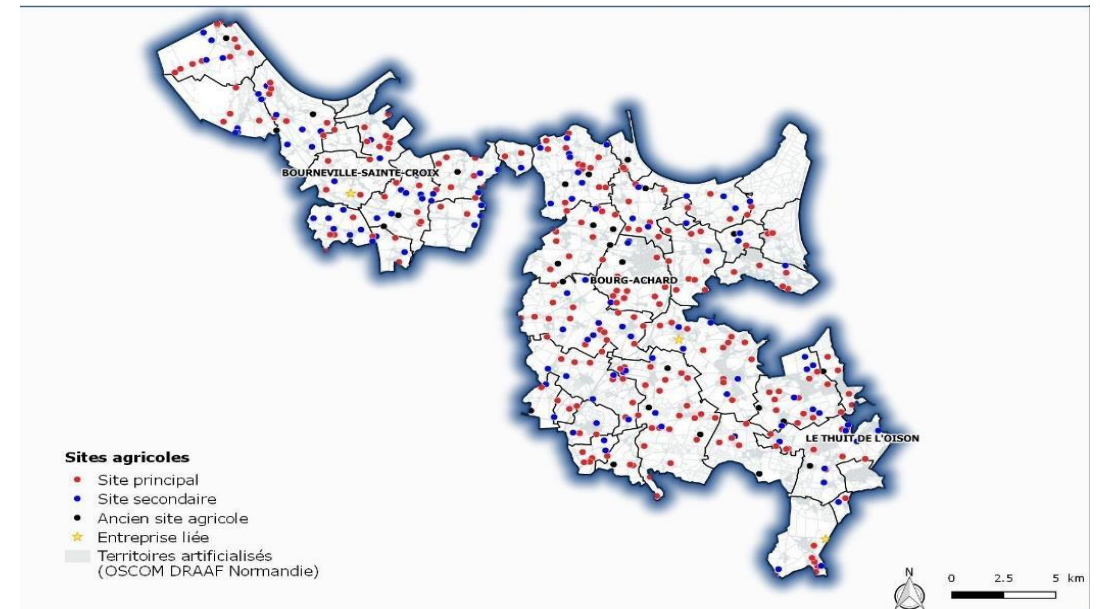 BOURNEVILLE-SAINTE-CROIX
BOURG-ACHARD
LE THUIT DE L'OISON
Sites agricoles
Site principal
Site secondaire
Ancien site agricole
Entreprise liée
Territoires artificialisés
(OSCOM DRAAF Normandie)
N
0 2.5 5 km